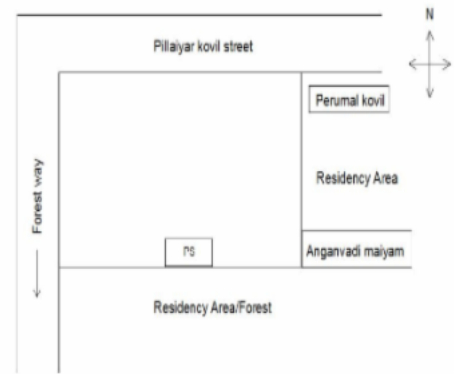 N
Pillaiyar kovil street
Perumal kovil
Forest way
Residency Area
PS
Anganvadi maiyam
Residency Area/Forest